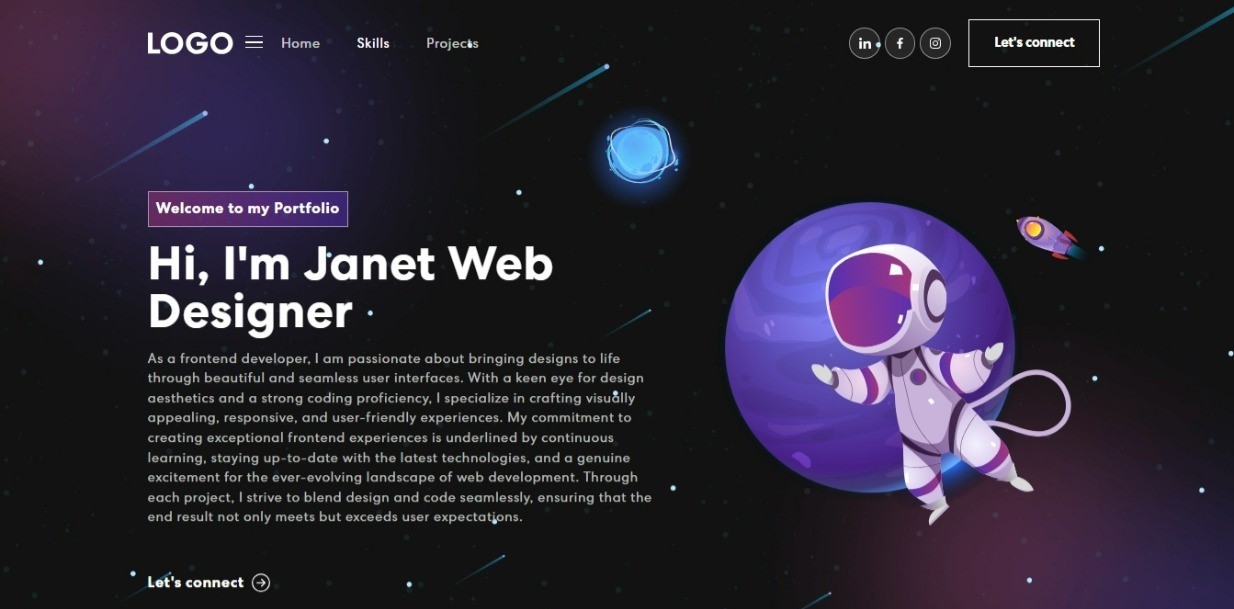 LOGO Home Skills Projects in f Let's connect
Welcome to my Portfolio
Hi, I'm Janet Web
Designer
As a frontend developer, I am passionate about bringing designs to life
through beautiful and seamless user interfaces. With a keen eye for design
aesthetics and a strong coding proficiency, I specialize in crafting visually
appealing, responsive, and user-friendly experiences. My commitment to
creating exceptional frontend experiences is underlined by continuous
learning, staying up-to-date with the latest technologies, and a genuine
excitement for the ever-evolving landscape of web development. Through
each project, I strive to blend design and code seamlessly, ensuring that the
end result not only meets but exceeds user expectations.
Let's connect